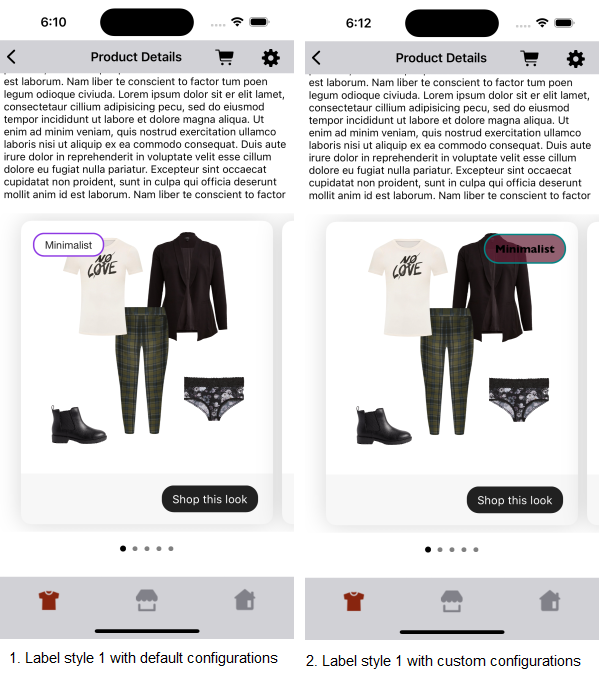 6:10
Product Details
est laborum. Nam liber te conscient to factor tum poen
legum odioque civiuda. Lorem ipsum dolor sit er elit lamet,
consectetaur cillium adipisicing pecu, sed do eiusmod
tempor incididunt ut labore et dolore magna aliqua. Ut
enim ad minim veniam, quis nostrud exercitation ullamco
laboris nisi ut aliquip ex ea commodo consequat. Duis aute
irure dolor in reprehenderit in voluptate velit esse cillum
dolore eu fugiat nulla pariatur. Excepteur sint occaecat
cupidatat non proident, sunt in culpa qui officia deserunt
mollit anim id est laborum. Nam liber te conscient to factor
Minimalist
NO
LOVE
Shop this look
1. Label style 1 with default configurations
6:12
Product Details
est laborum. Nam liber te conscient to factor tum poen
legum odioque civiuda. Lorem ipsum dolor sit er elit lamet,
consectetaur cillium adipisicing pecu, sed do eiusmod
tempor incididunt ut labore et dolore magna aliqua. Ut
enim ad minim veniam, quis nostrud exercitation ullamco
laboris nisi ut aliquip ex ea commodo consequat. Duis aute
irure dolor in reprehenderit in voluptate velit esse cillum
dolore eu fugiat nulla pariatur. Excepteur sint occaecat
cupidatat non proident, sunt in culpa qui officia deserunt
mollit anim id est laborum. Nam liber te conscient to factor
Minimalist
NO
LOVE
Shop this look
2. Label style 1 with custom configurations